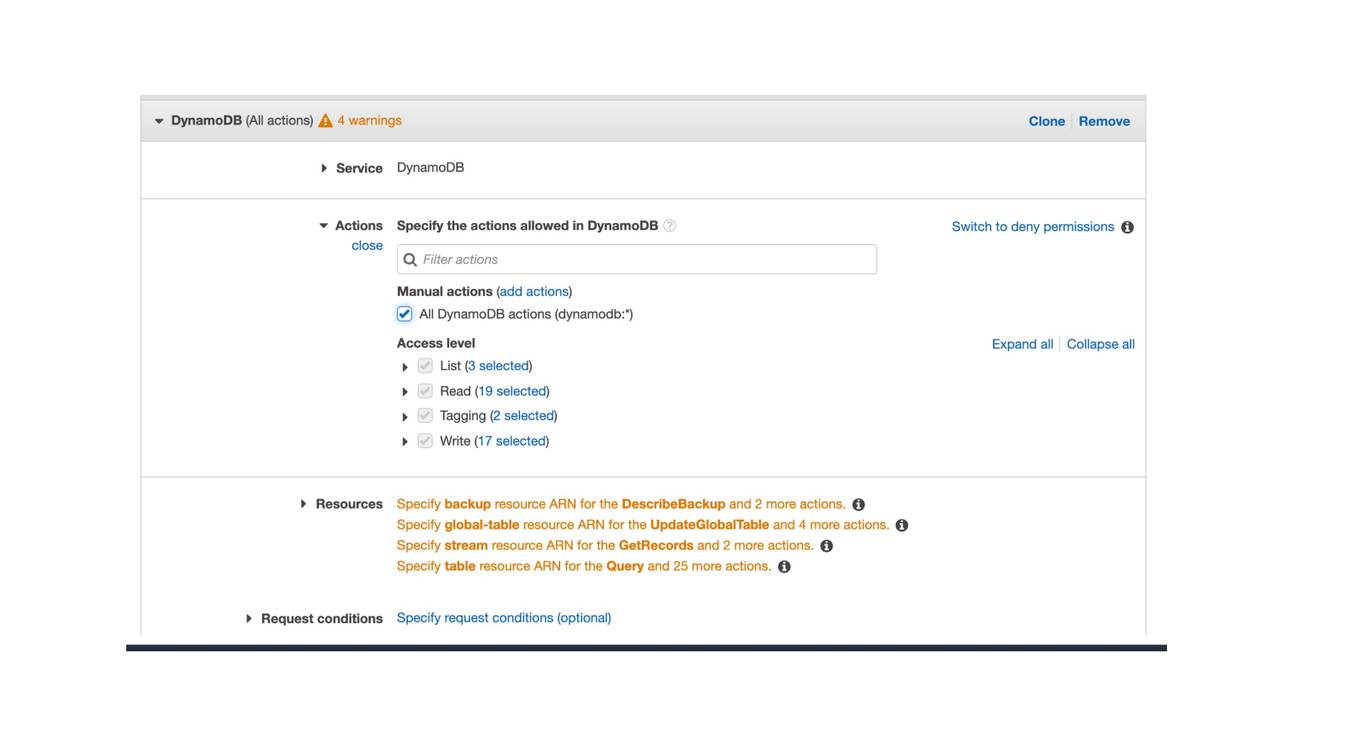 DynamoDB (All actions) 4 warnings Clone Remove
Service DynamoDB
Actions Specify the actions allowed in DynamoDB ? Switch to deny permissions i
close
Filter actions
Manual actions (add actions)
All DynamoDB actions (dynamodb:*)
Access level Expand all Collapse all
List (3 selected)
Read (19 selected)
Tagging (2 selected)
Write (17 selected)
Resources Specify backup resource ARN for the DescribeBackup and 2 more actions. i
Specify global-table resource ARN for the UpdateGlobalTable and 4 more actions. i
Specify stream resource ARN for the GetRecords and 2 more actions. i
Specify table resource ARN for the Query and 25 more actions. i
Request conditions Specify request conditions (optional)